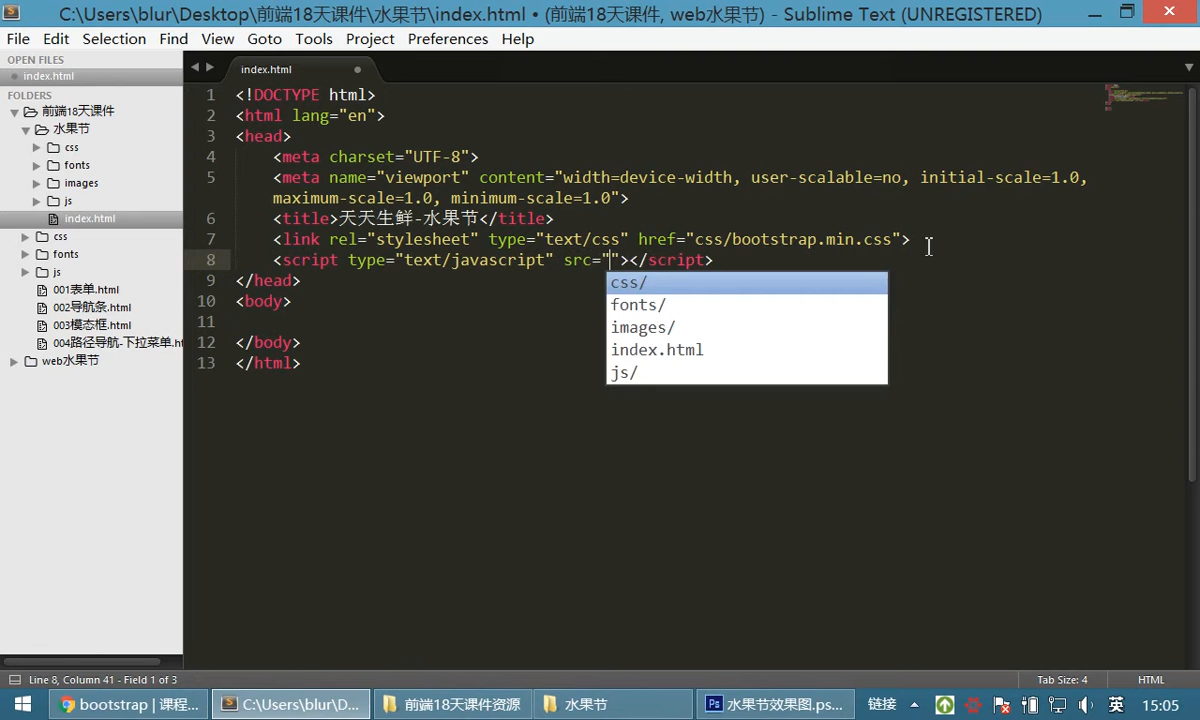 C:\Users\blur\Desktop\前端18天课件\水果节\index.html • (前端18天课件, web水果节) - Sublime Text (UNREGISTERED)
File Edit Selection Find View Goto Tools Project Preferences Help
OPEN FILES
index.html
FOLDERS
前端18天课件
水果节
css
fonts
images
js
index.html
css
fonts
js
001表单.html
002导航条.html
003模态框.html
004路径导航-下拉菜单.ht
web水果节
index.html
1 <!DOCTYPE html>
2 <html lang="en">
3 <head>
4 <meta charset="UTF-8">
5 <meta name="viewport" content="width=device-width, user-scalable=no, initial-scale=1.0,
maximum-scale=1.0, minimum-scale=1.0">
6 <title>天天生鲜-水果节</title>
7 <link rel="stylesheet" type="text/css" href="css/bootstrap.min.css">
8 <script type="text/javascript" src=""></script>
9 </head>
10 <body>
11
12 </body>
13 </html>
css/
fonts/
images/
index.html
js/
Line 8, Column 41 - Field 1 of 3
Tab Size: 4
HTML
bootstrap | 课程...
C:\Users\blur\D...
前端18天课件资源
水果节
水果节效果图.ps...
链接
英
15:05